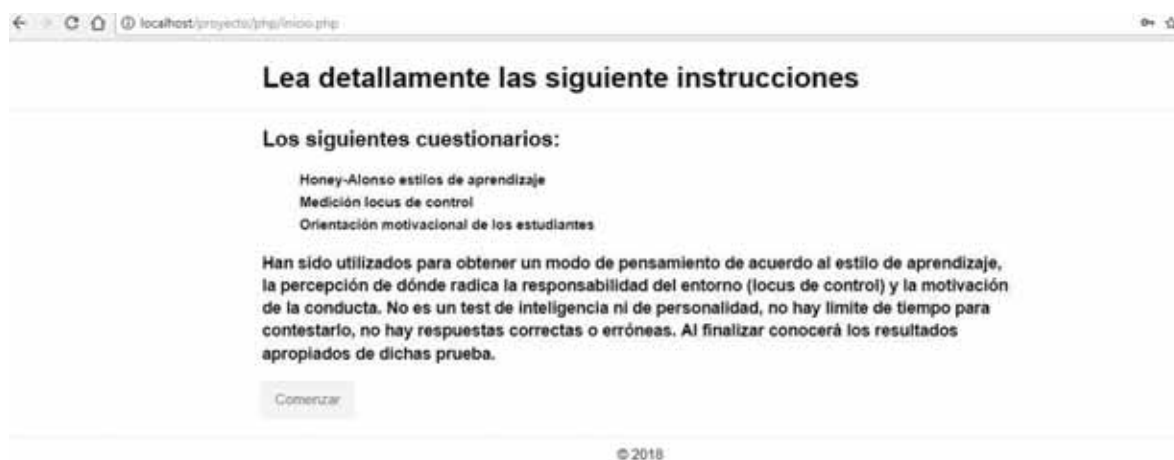 localhost/proyecto/php/inicio.php
Lea detallamente las siguiente instrucciones
Los siguientes cuestionarios:
Honey-Alonso estilos de aprendizaje
Medición locus de control
Orientación motivacional de los estudiantes
Han sido utilizados para obtener un modo de pensamiento de acuerdo al estilo de aprendizaje,
la percepción de dónde radica la responsabilidad del entorno (locus de control) y la motivación
de la conducta. No es un test de inteligencia ni de personalidad, no hay limite de tiempo para
contestarlo, no hay respuestas correctas o erróneas. Al finalizar conocerá los resultados
apropiados de dichas prueba.
Comenzar
© 2018